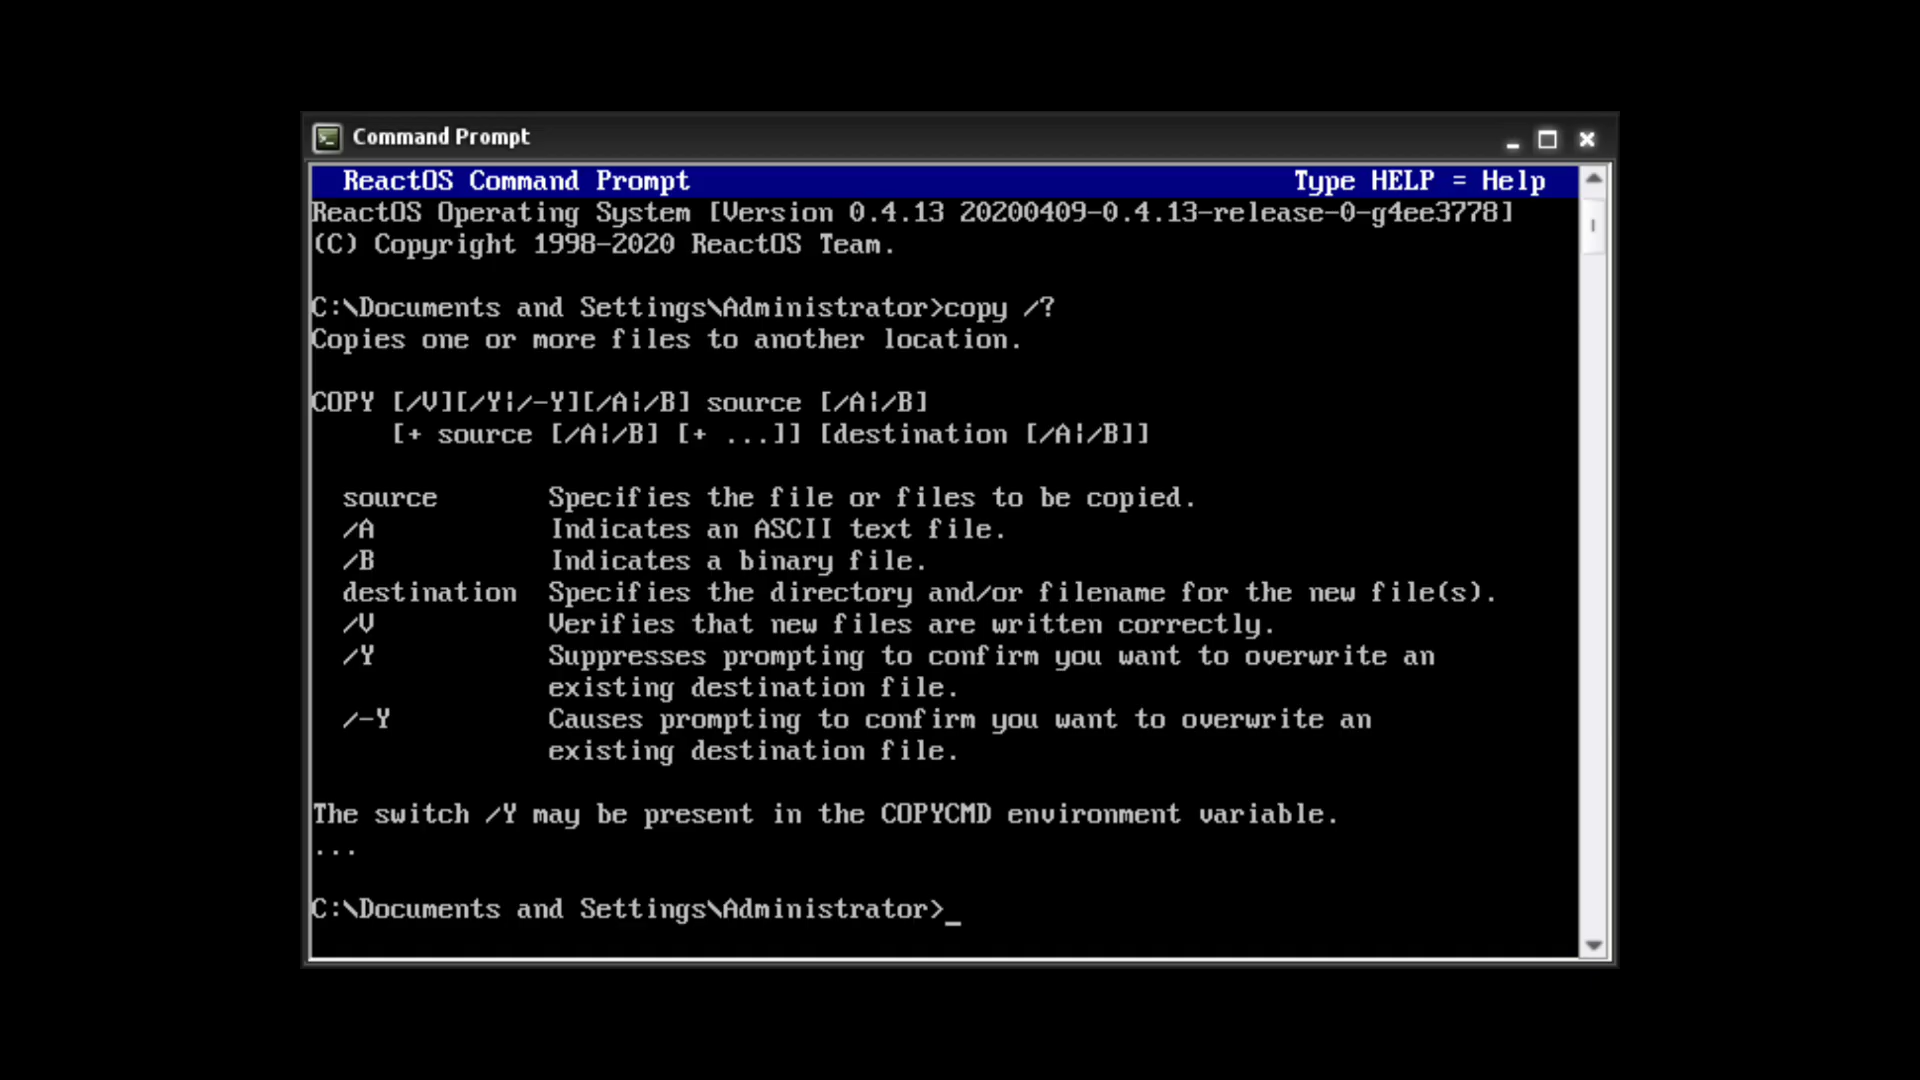 Command Prompt
ReactOS Command Prompt Type HELP = Help
ReactOS Operating System [Version 0.4.13 20200409-0.4.13-release-0-g4ee3778]
(C) Copyright 1998-2020 ReactOS Team.
C:\Documents and Settings\Administrator>copy /?
Copies one or more files to another location.
COPY [/V][/Y|/-Y][/A|/B] source [/A|/B]
[+ source [/A|/B] [+ ...]] [destination [/A|/B]]
source Specifies the file or files to be copied.
/A Indicates an ASCII text file.
/B Indicates a binary file.
destination Specifies the directory and/or filename for the new file(s).
/V Verifies that new files are written correctly.
/Y Suppresses prompting to confirm you want to overwrite an
existing destination file.
/-Y Causes prompting to confirm you want to overwrite an
existing destination file.
The switch /Y may be present in the COPYCMD environment variable.
...
C:\Documents and Settings\Administrator>_